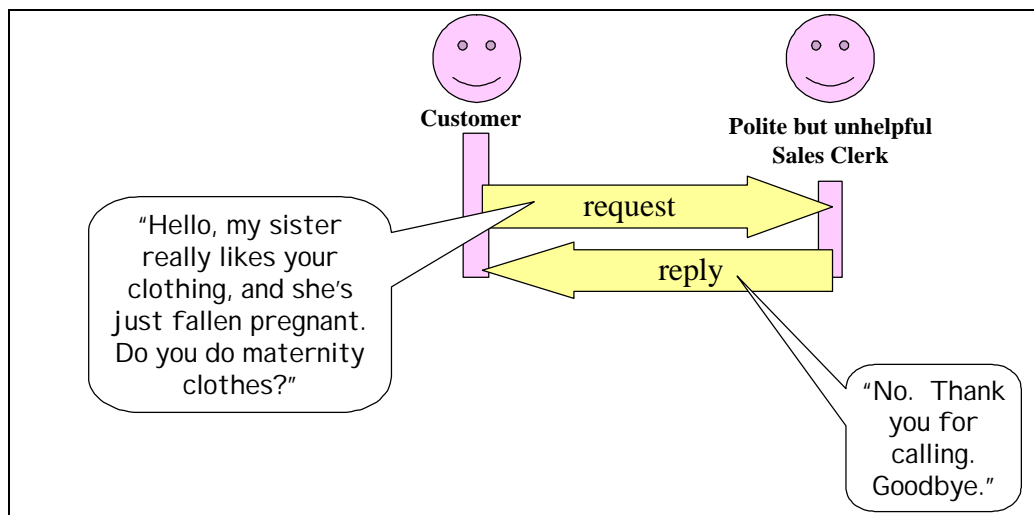 Customer
Polite but unhelpful
Sales Clerk
request
"Hello, my sister
really likes your
clothing, and she's
just fallen pregnant.
Do you do maternity
clothes?"
reply
"No. Thank
you for
calling.
Goodbye."